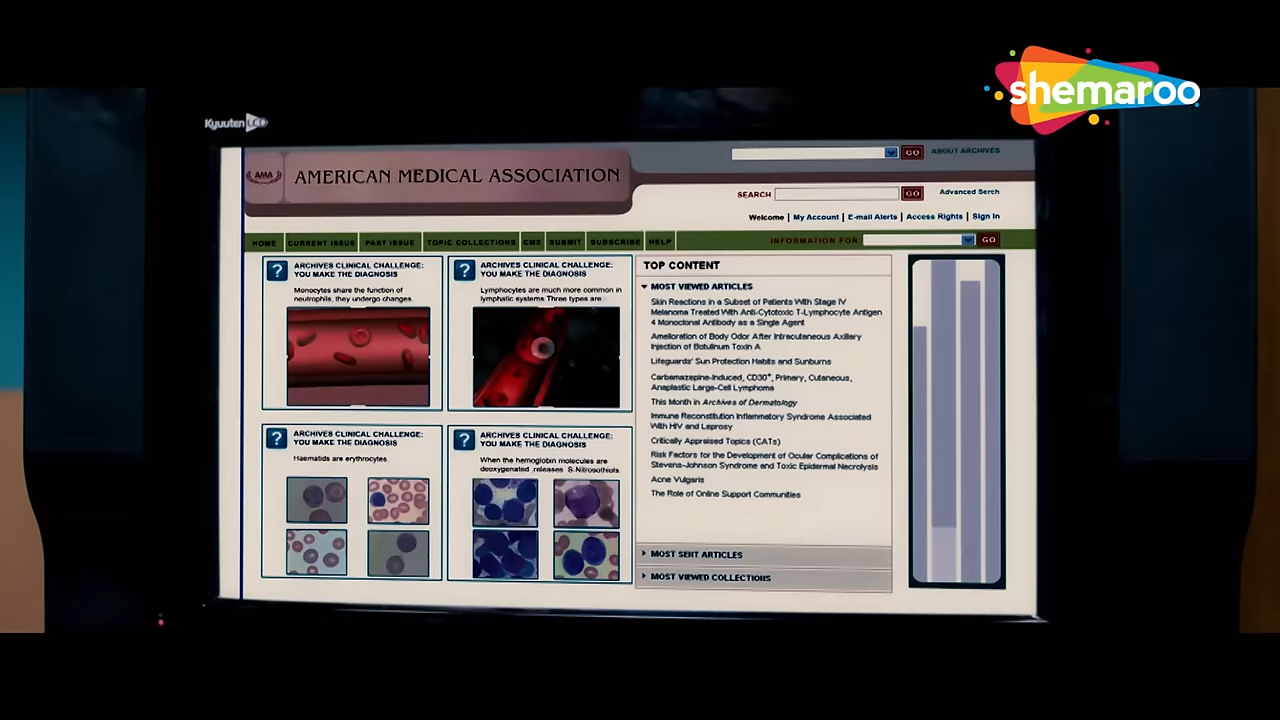 shemaroo
Kyuuten LCD
GO
ABOUT ARCHIVES
AMA
AMERICAN MEDICAL ASSOCIATION
SEARCH
GO
Advanced Serch
Welcome | My Account | E-mail Alerts | Access Rights | Sign In
HOME
CURRENT ISSUE
PAST ISSUE
TOPIC COLLECTIONS
CME
SUBMIT
SUBSCRIBE
HELP
INFORMATION FOR
GO
?
ARCHIVES CLINICAL CHALLENGE:
YOU MAKE THE DIAGNOSIS
Monocytes share the function of
neutrophils, they undergo changes
?
ARCHIVES CLINICAL CHALLENGE:
YOU MAKE THE DIAGNOSIS
Lymphocytes are much more common in
lymphatic systems Three types are
?
ARCHIVES CLINICAL CHALLENGE:
YOU MAKE THE DIAGNOSIS
Haematids are erythrocytes.
?
ARCHIVES CLINICAL CHALLENGE:
YOU MAKE THE DIAGNOSIS
When the hemoglobin molecules are
deoxygenated releases S-Nitrosothiols
TOP CONTENT
MOST VIEWED ARTICLES
Skin Reactions in a Subset of Patients With Stage IV
Melanoma Treated With Anti-Cytotoxic T-Lymphocyte Antigen
4 Monoclonal Antibody as a Single Agent
Amelioration of Body Odor After Intracutaneous Axillary
Injection of Botulinum Toxin A
Lifeguards' Sun Protection Habits and Sunburns
Carbamazepine-Induced, CD30+, Primary, Cutaneous,
Anaplastic Large-Cell Lymphoma
This Month in Archives of Dermatology
Immune Reconstitution Inflammatory Syndrome Associated
With HIV and Leprosy
Critically Appraised Topics (CATs)
Risk Factors for the Development of Ocular Complications of
Stevens-Johnson Syndrome and Toxic Epidermal Necrolysis
Acne Vulgaris
The Role of Online Support Communities
MOST SENT ARTICLES
MOST VIEWED COLLECTIONS